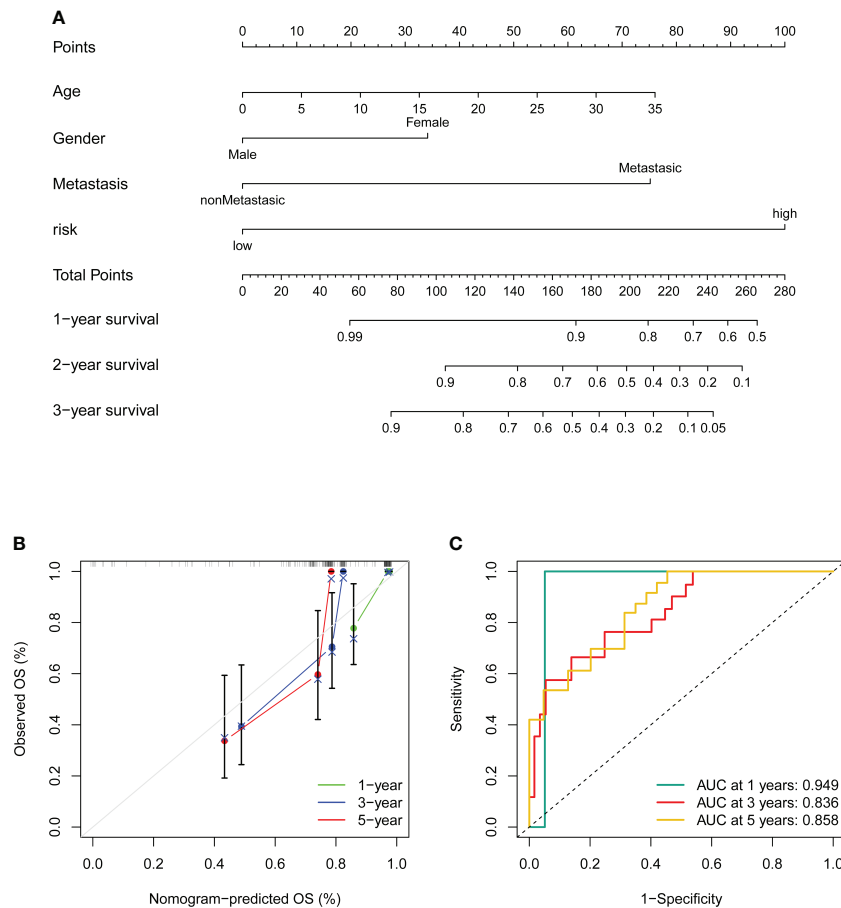 A
Points
0 10 20 30 40 50 60 70 80 90 100
Age
0 5 10 15 20 25 30 35
Gender
Female
Male
Metastasis
Metastasic
nonMetastasic
risk
high
low
Total Points
0 20 40 60 80 100 120 140 160 180 200 220 240 260 280
1−year survival
0.99 0.9 0.8 0.7 0.6 0.5
2−year survival
0.9 0.8 0.7 0.6 0.5 0.4 0.3 0.2 0.1
3−year survival
0.9 0.8 0.7 0.6 0.5 0.4 0.3 0.2 0.1 0.05
B
Observed OS (%)
1.0
0.8
0.6
0.4
0.2
0.0
1−year
3−year
5−year
0.0 0.2 0.4 0.6 0.8 1.0
Nomogram−predicted OS (%)
C
Sensitivity
1.0
0.8
0.6
0.4
0.2
0.0
AUC at 1 years: 0.949
AUC at 3 years: 0.836
AUC at 5 years: 0.858
0.0 0.2 0.4 0.6 0.8 1.0
1−Specificity